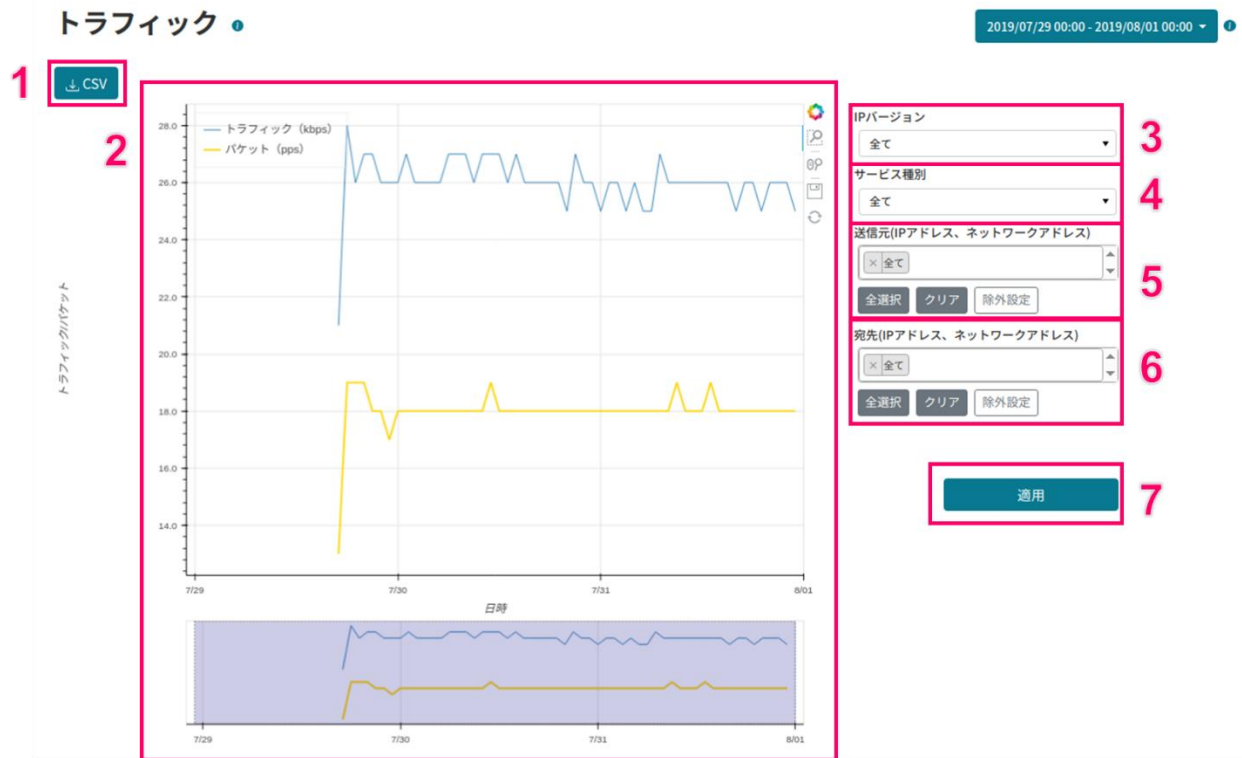 トラフィック
2019/07/29 00:00 - 2019/08/01 00:00
1
CSV
2
28.0
26.0
24.0
22.0
20.0
18.0
16.0
14.0
トラフィック（kbps）
パケット（pps）
トラフィック/パケット
7/29
7/30
7/31
8/01
日時
7/29
7/30
7/31
8/01
IPバージョン
全て
3
サービス種別
全て
4
送信元(IPアドレス、ネットワークアドレス)
× 全て
全選択 クリア 除外設定
5
宛先(IPアドレス、ネットワークアドレス)
× 全て
全選択 クリア 除外設定
6
適用
7